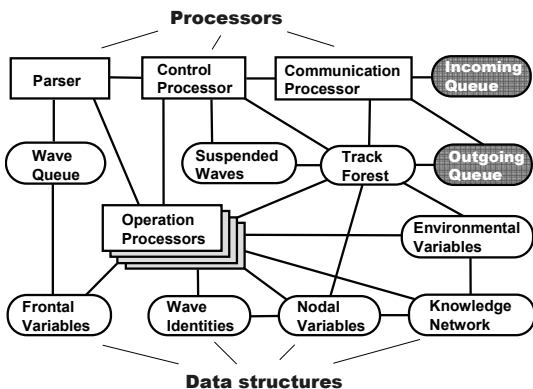 Processors
Parser
Control
Processor
Communication
Processor
Incoming
Queue
Wave
Queue
Suspended
Waves
Track
Forest
Outgoing
Queue
Operation
Processors
Environmental
Variables
Frontal
Variables
Wave
Identities
Nodal
Variables
Knowledge
Network
Data structures